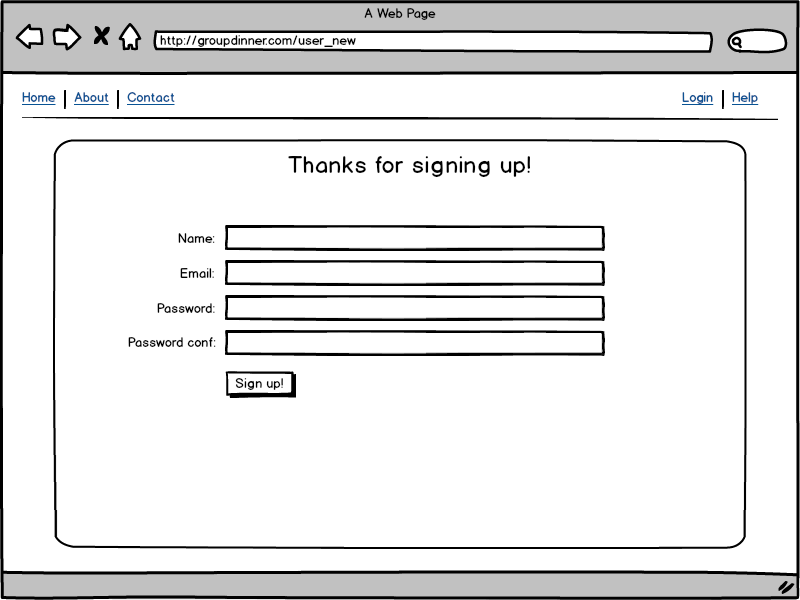 A Web Page
http://groupdinner.com/user_new
Home | About | Contact
Login | Help
Thanks for signing up!
Name:
Email:
Password:
Password conf:
Sign up!